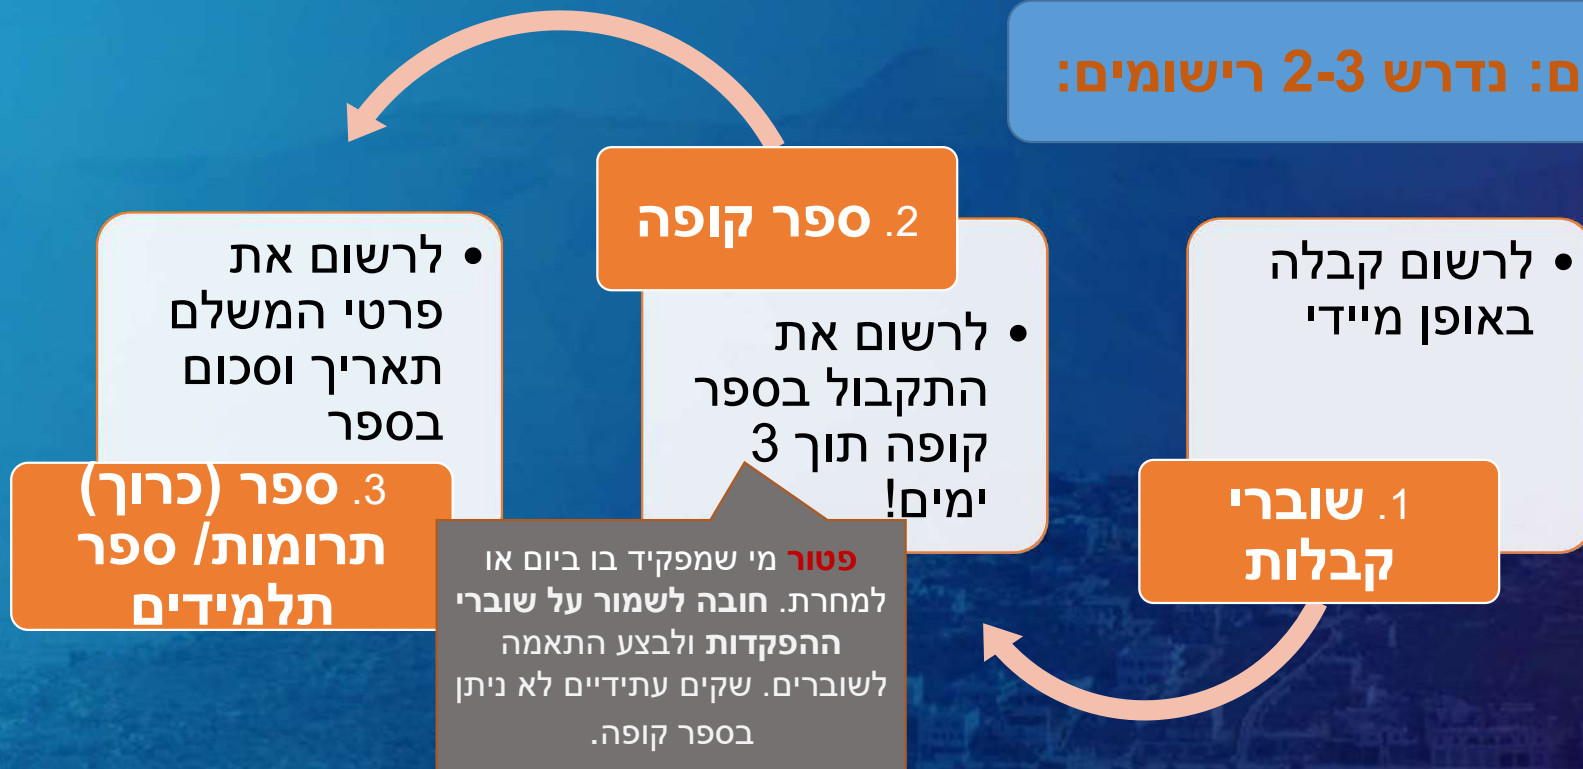 ם: נדרש 2-3 רישומים:
• לרשום קבלה
באופן מיידי
1. שוברי
קבלות
2. ספר קופה
• לרשום את
התקבול בספר
קופה תוך 3
ימים!
פטור מי שמפקיד בו ביום או
למחרת. חובה לשמור על שוברי
ההפקדות ולבצע התאמה
לשוברים. שקים עתידיים לא ניתן
בספר קופה.
• לרשום את
פרטי המשלם
תאריך וסכום
בספר
3. ספר (כרוך)
תרומות/ ספר
תלמידים